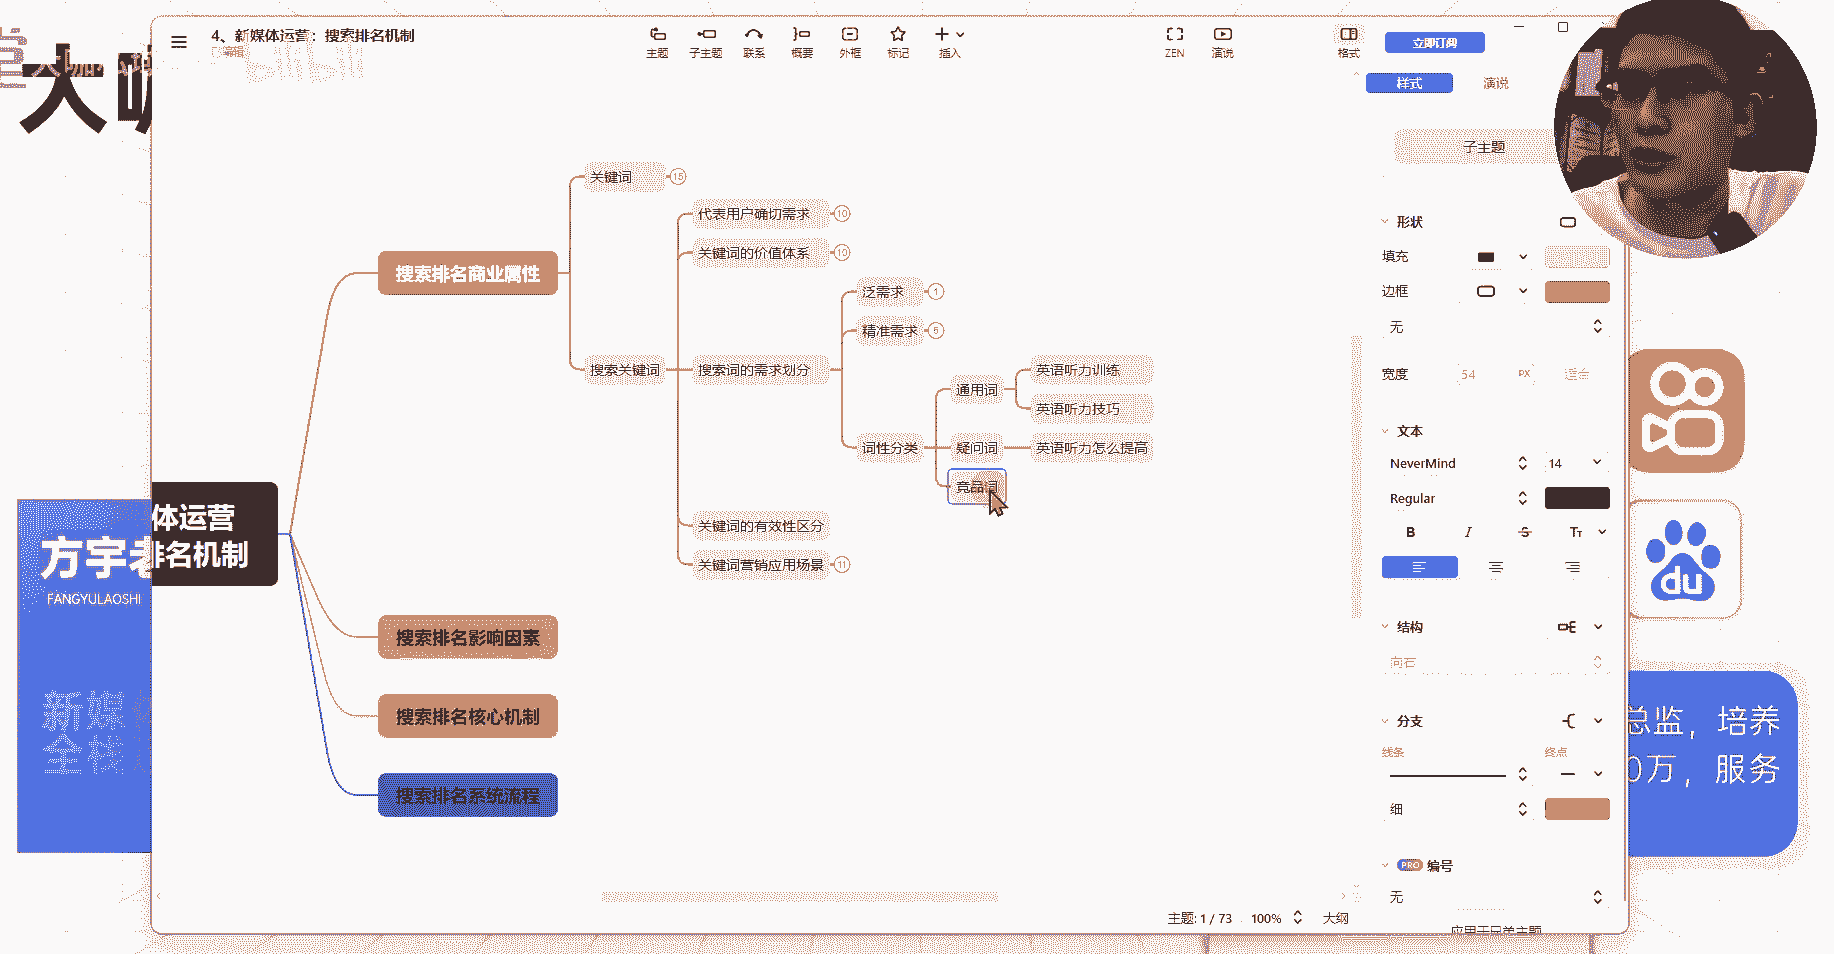 4、新媒体运营：搜索排名机制
已编辑
主题
子主题
联系
概要
外框
标记
插入
ZEN
演说
格式
立即订阅
样式
演说
大咖
大
子主题
关键词
15
代表用户确切需求
10
关键词的价值体系
10
搜索排名商业属性
泛需求
1
精准需求
5
搜索关键词
搜索词的需求划分
英语听力训练
通用词
英语听力技巧
词性分类
疑问词
英语听力怎么提高
竞品词
关键词的有效性区分
关键词营销应用场景
11
体运营
排名机制
搜索排名影响因素
搜索排名核心机制
搜索排名系统流程
方宇
FANGYULAOSHI
新媒
全栈
形状
填充
边框
无
宽度
54
PX
适合
文本
NeverMind
14
Regular
B
I
S
TT
结构
向右
分支
线条
终点
细
PRO
编号
无
应用于兄弟主题
主题: 1 / 73
100%
大纲
du
总监，培养
0万，服务